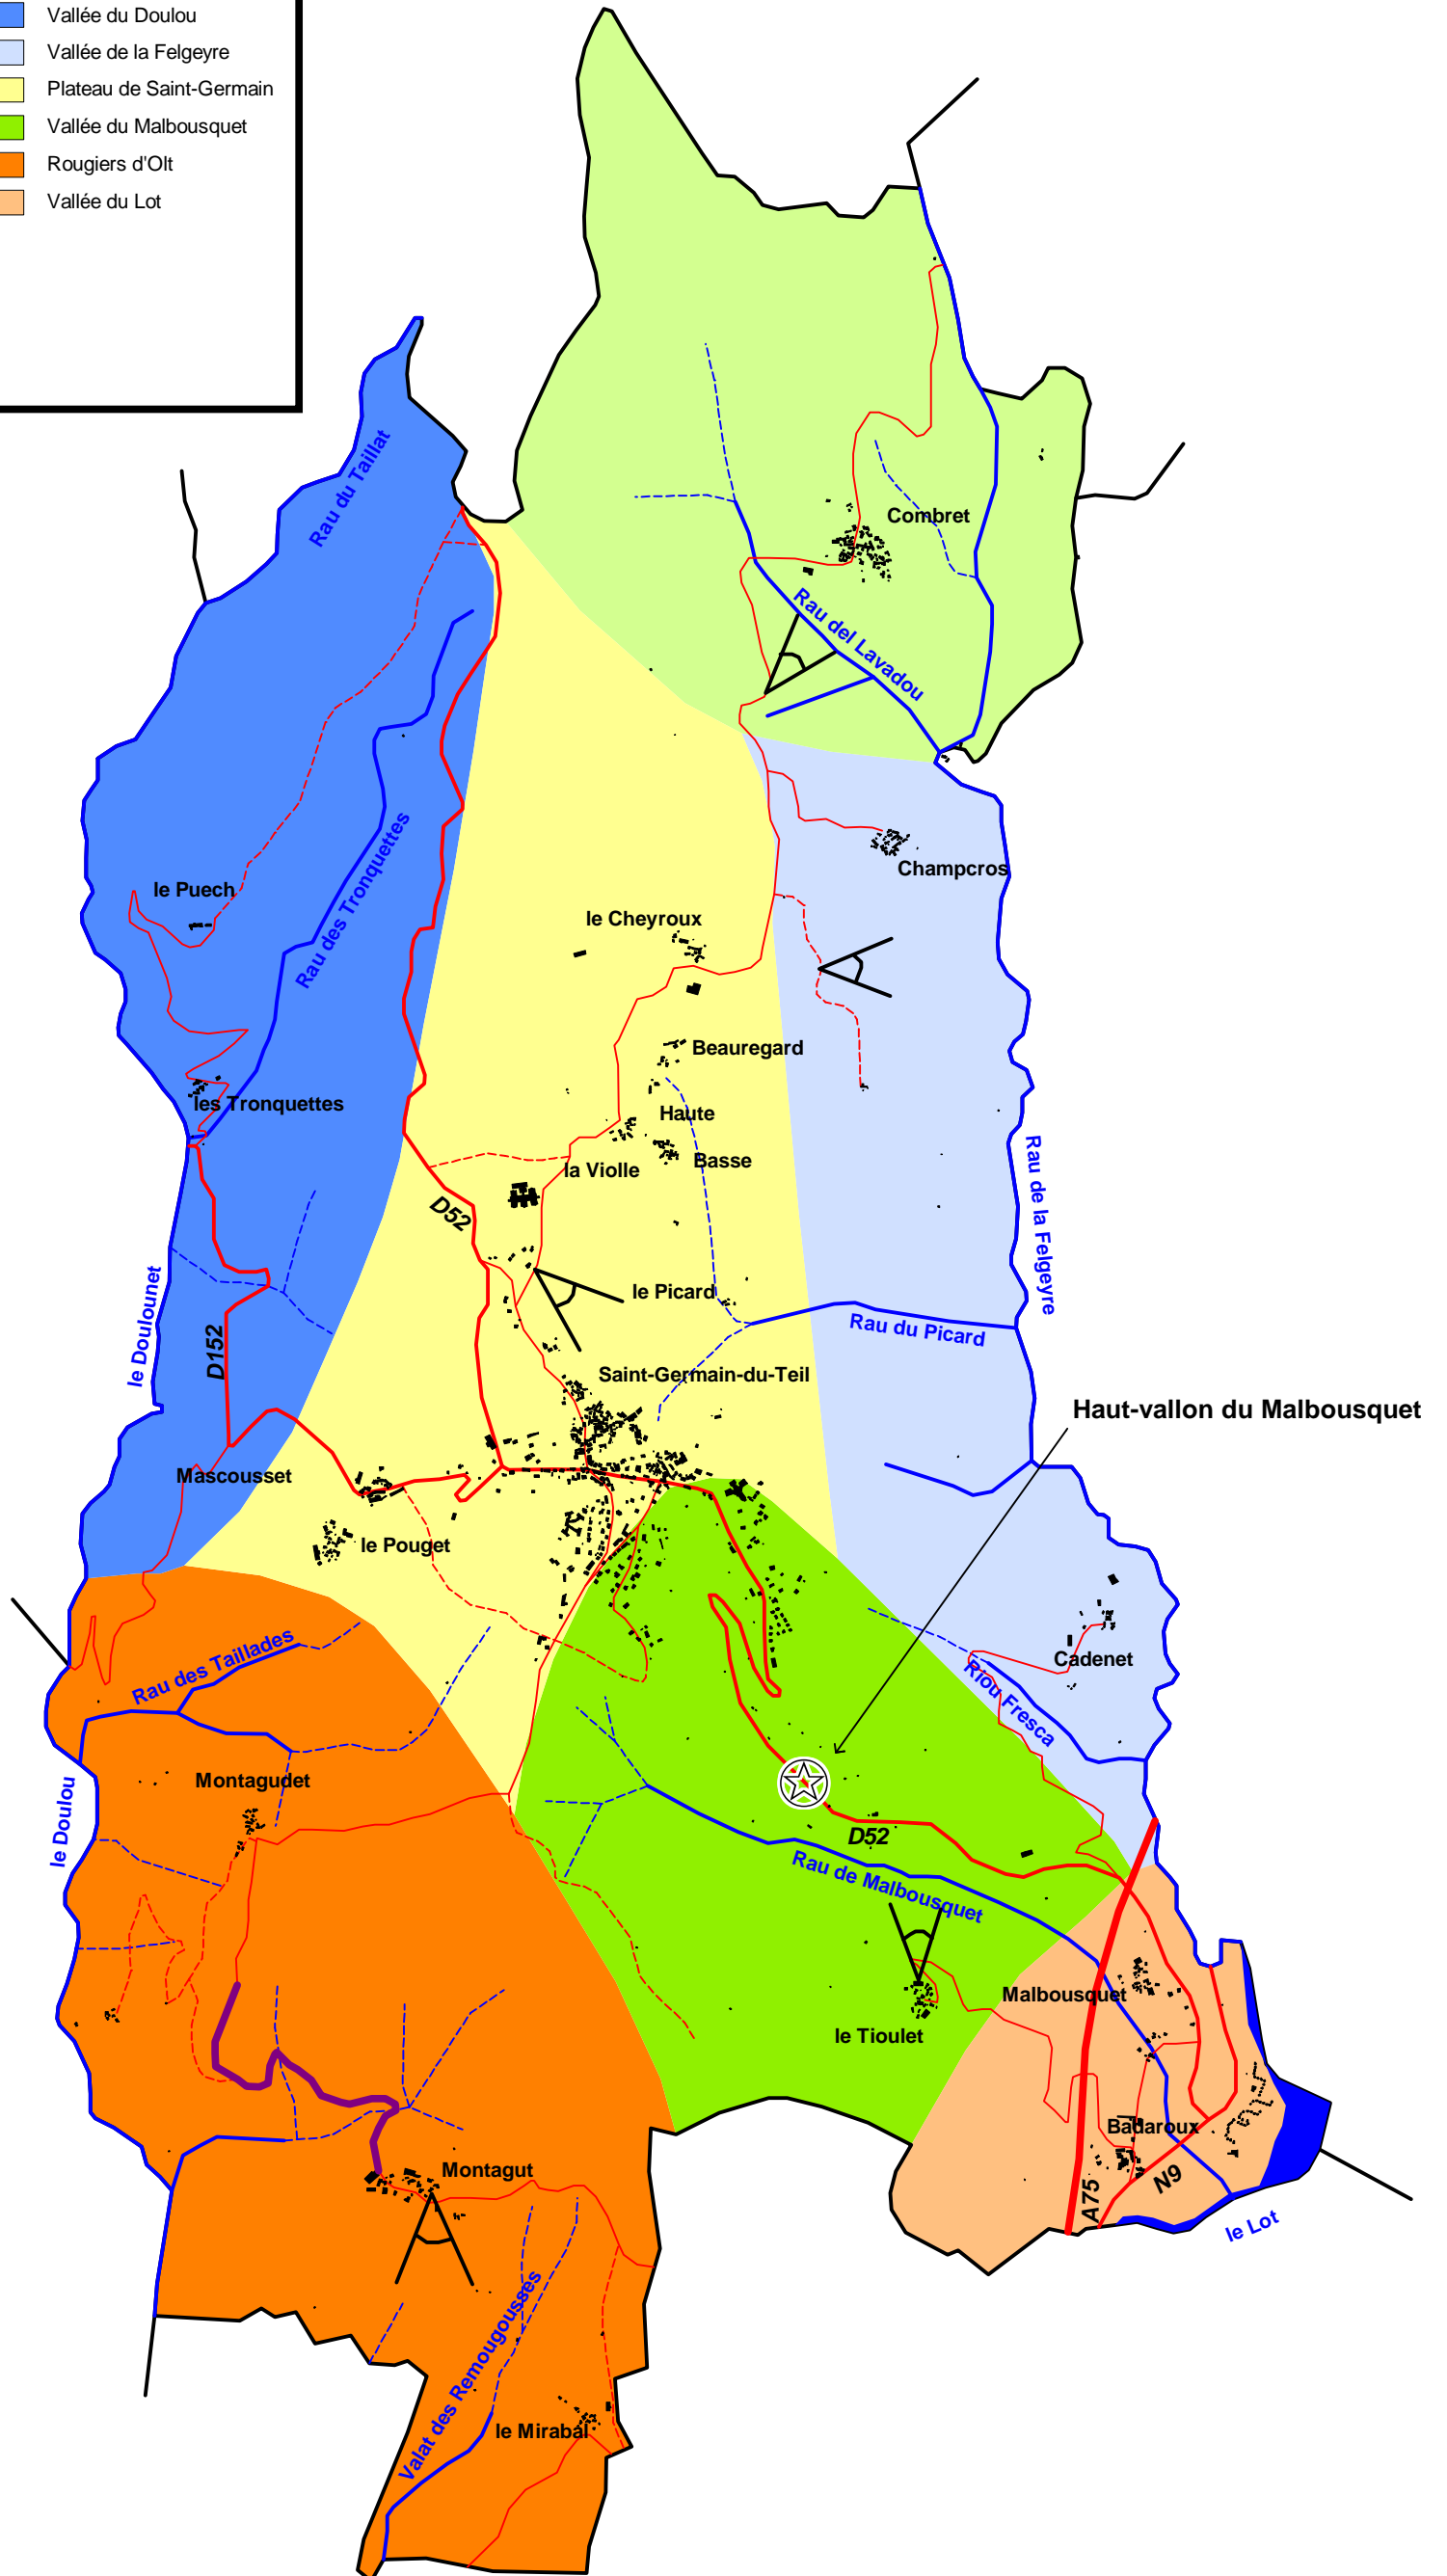 Vallée du Doulou
Vallée de la Felgeyre
Plateau de Saint-Germain
Vallée du Malbousquet
Rougiers d'Olt
Vallée du Lot
Rau du Taillat
Combret
Rau del Lavadou
Rau des Tronquettes
Champcros
le Puech
le Cheyroux
Beauregard
les Tronquettes
Haute
Basse
la Violle
D52
Rau de la Felgeyre
le Doulounet
le Picard
Rau du Picard
D152
Saint-Germain-du-Teil
Haut-vallon du Malbousquet
Mascousset
le Pouget
Cadenet
Rau des Taillades
Riou Fresca
Montagudet
le Doulou
D52
Rau de Malbousquet
Malbousquet
le Tioulet
Badaroux
Montagut
N9
A75
le Lot
Valat des Remougousses
le Mirabal